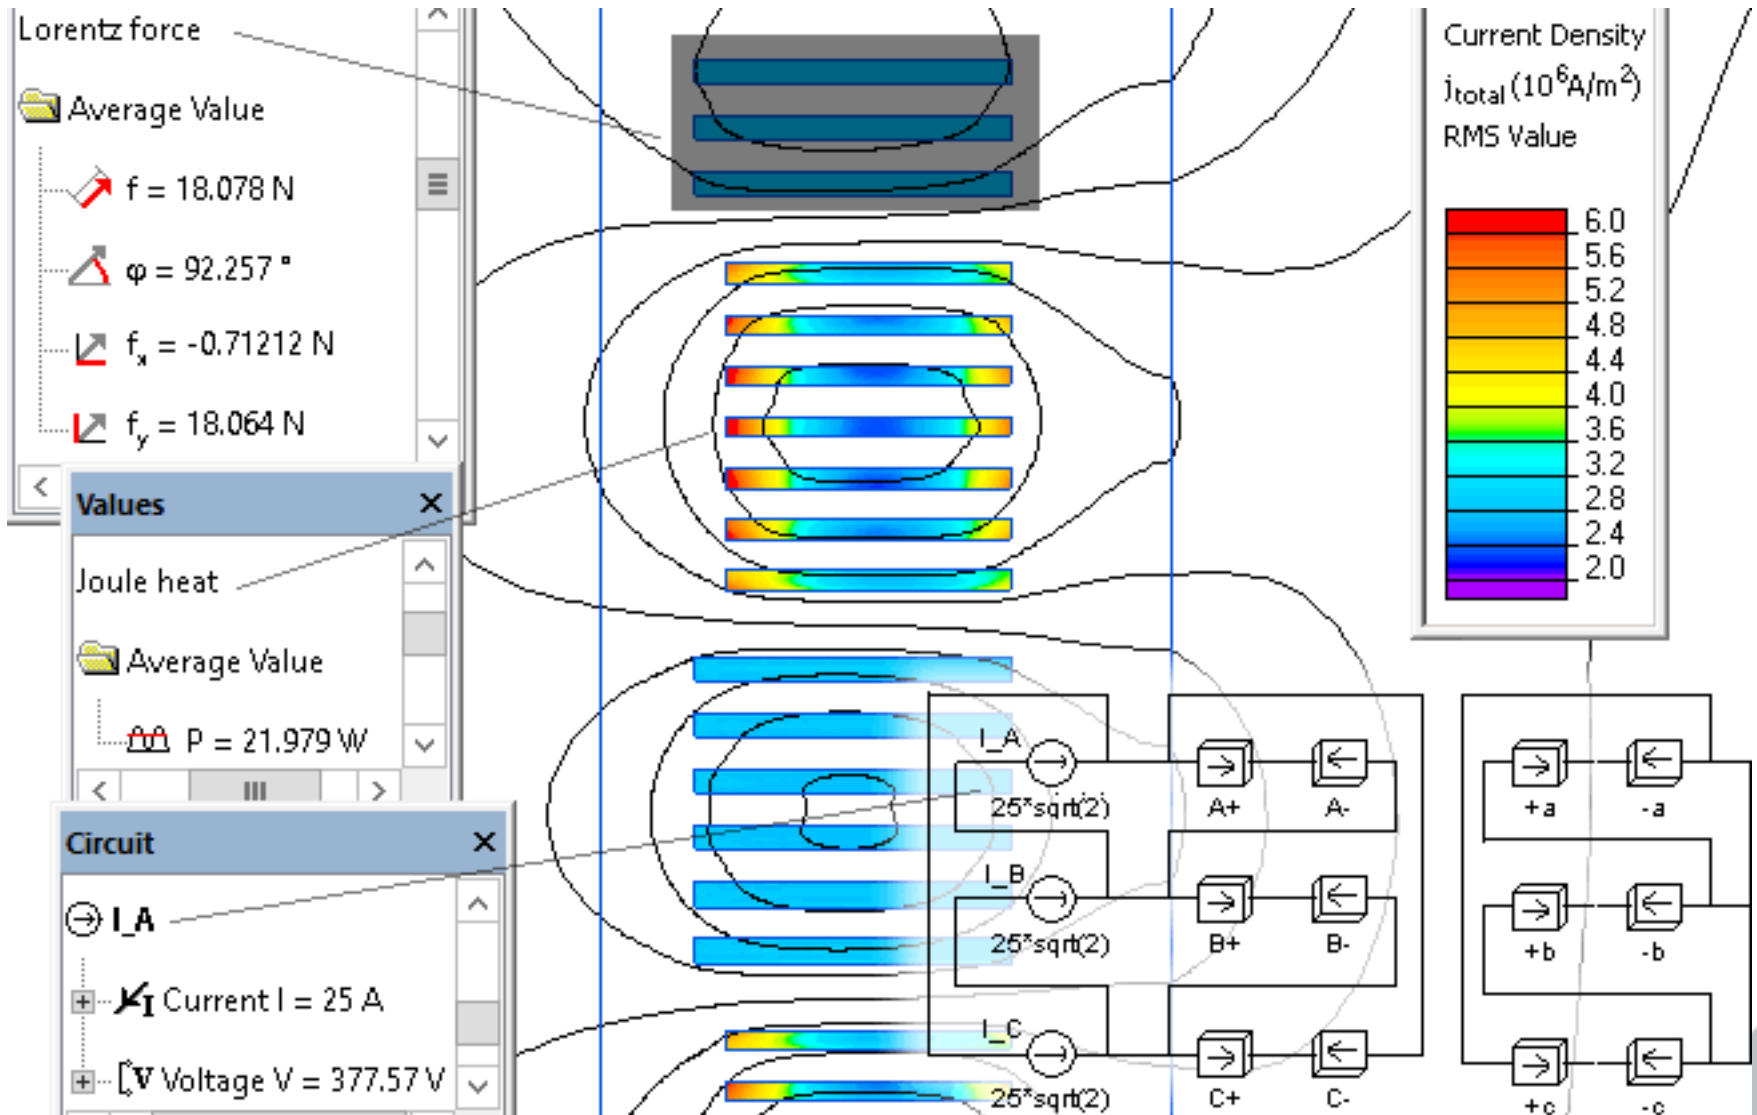 Lorentz force
Average Value
f = 18.078 N
φ = 92.257 °
fx = -0.71212 N
fy = 18.064 N
Values
Joule heat
Average Value
P = 21.979 W
Circuit
I_A
I Current I = 25 A
V Voltage V = 377.57 V
Current Density
jtotal (10⁶A/m²)
RMS Value
6.0
5.6
5.2
4.8
4.4
4.0
3.6
3.2
2.8
2.4
2.0
I_A
25*sqrt(2)
A+
A-
+a
-a
I_B
25*sqrt(2)
B+
B-
+b
-b
I_C
25*sqrt(2)
C+
C-
+c
-c